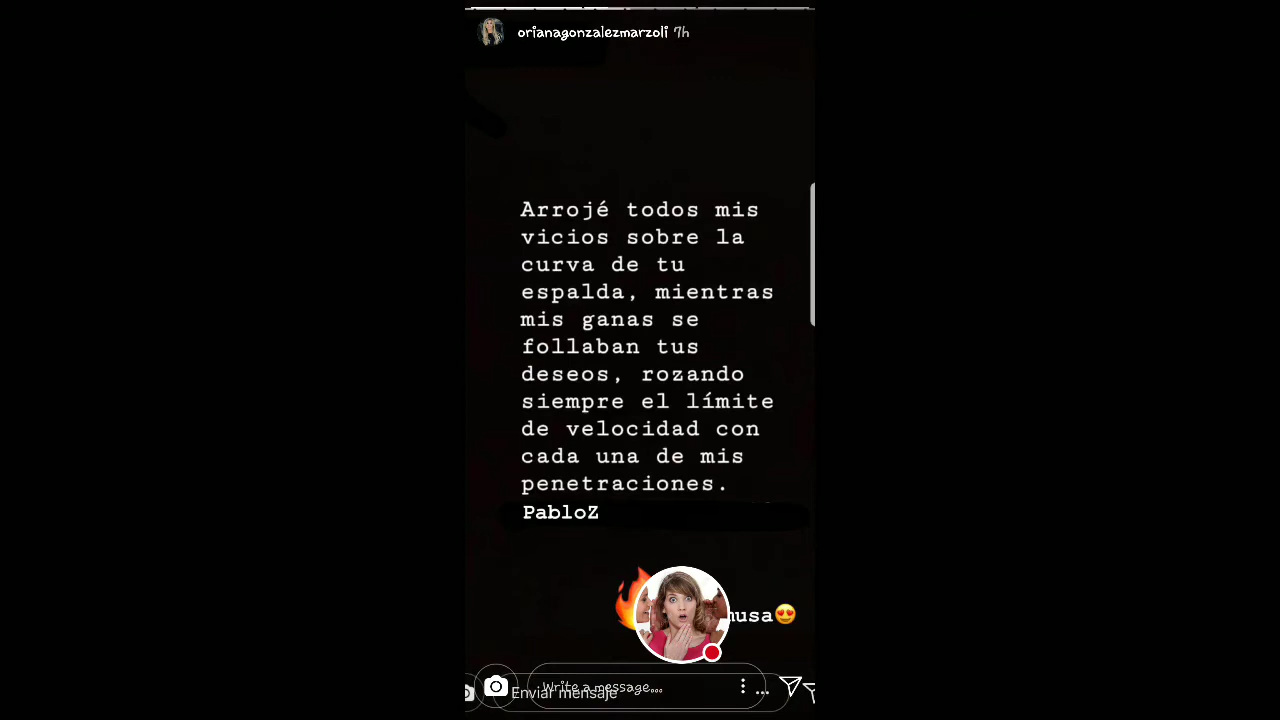 orianagonzalezmarzoli 7h
Arrojé todos mis
vicios sobre la
curva de tu
espalda, mientras
mis ganas se
follaban tus
deseos, rozando
siempre el límite
de velocidad con
cada una de mis
penetraciones.
PabloZ
Write a message...
Enviar mensaje